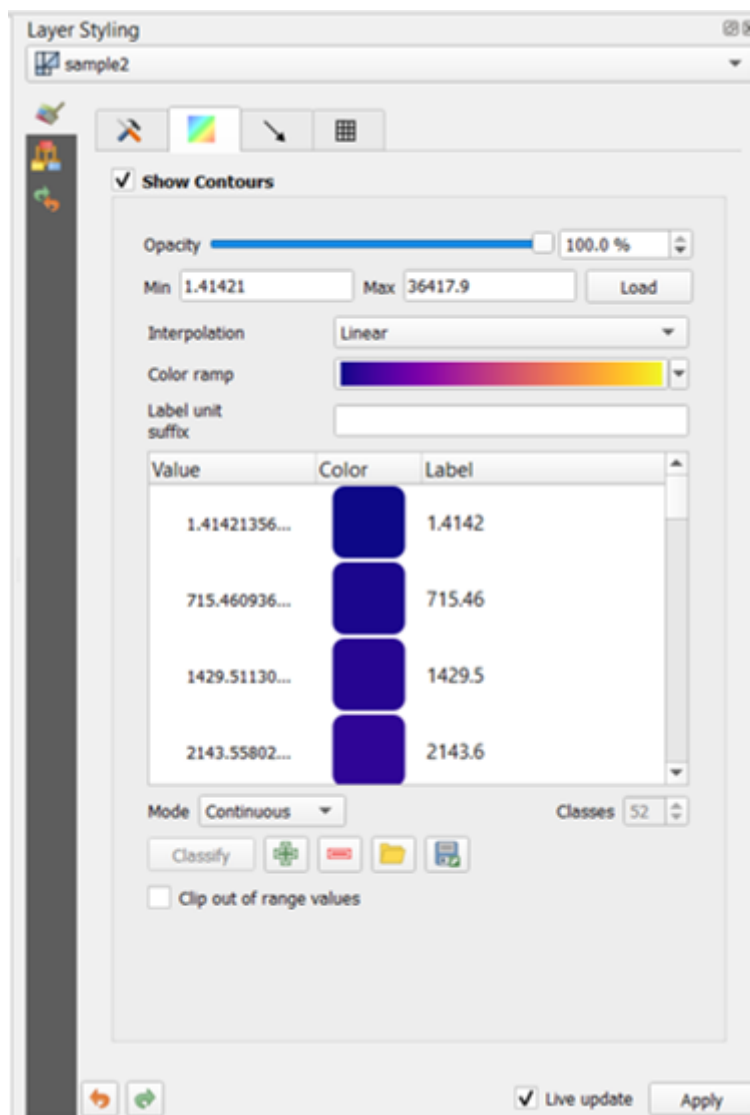 Layer Styling
sample2
Show Contours
Opacity 100.0 %
Min 1.41421 Max 36417.9 Load
Interpolation Linear
Color ramp
Label unit
suffix
Value Color Label
1.41421356... 1.4142
715.460936... 715.46
1429.51130... 1429.5
2143.55802... 2143.6
Mode Continuous Classes 52
Classify
Clip out of range values
Live update Apply